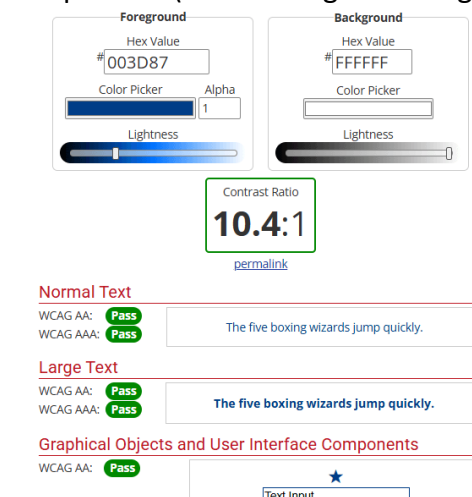 Foreground
Hex Value
#003D87
Color Picker Alpha
1
Lightness
Background
Hex Value
#FFFFFF
Color Picker
Lightness
Contrast Ratio
10.4:1
permalink
Normal Text
WCAG AA: Pass
WCAG AAA: Pass
The five boxing wizards jump quickly.
Large Text
WCAG AA: Pass
WCAG AAA: Pass
The five boxing wizards jump quickly.
Graphical Objects and User Interface Components
WCAG AA: Pass
Text Input